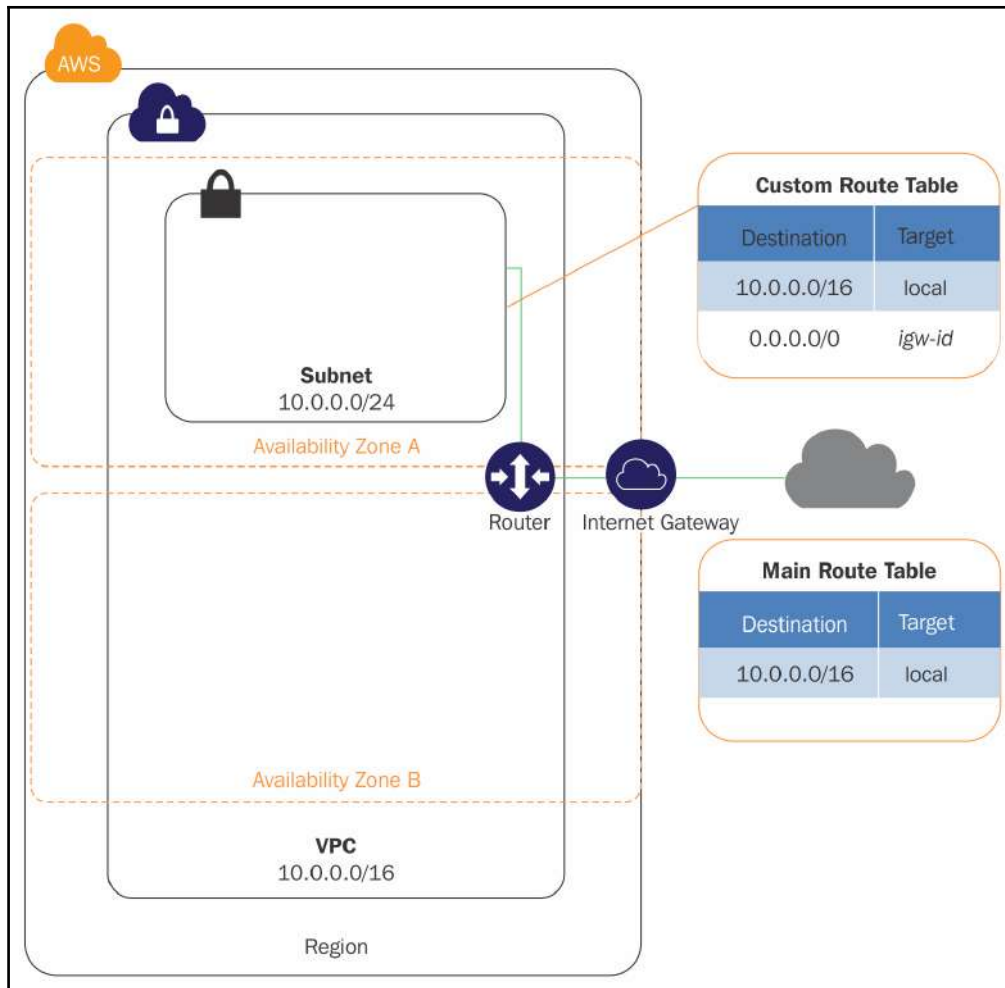 AWS
Custom Route Table
Destination Target
10.0.0.0/16 local
0.0.0.0/0 igw-id
Subnet
10.0.0.0/24
Availability Zone A
Router
Internet Gateway
Main Route Table
Destination Target
10.0.0.0/16 local
Availability Zone B
VPC
10.0.0.0/16
Region